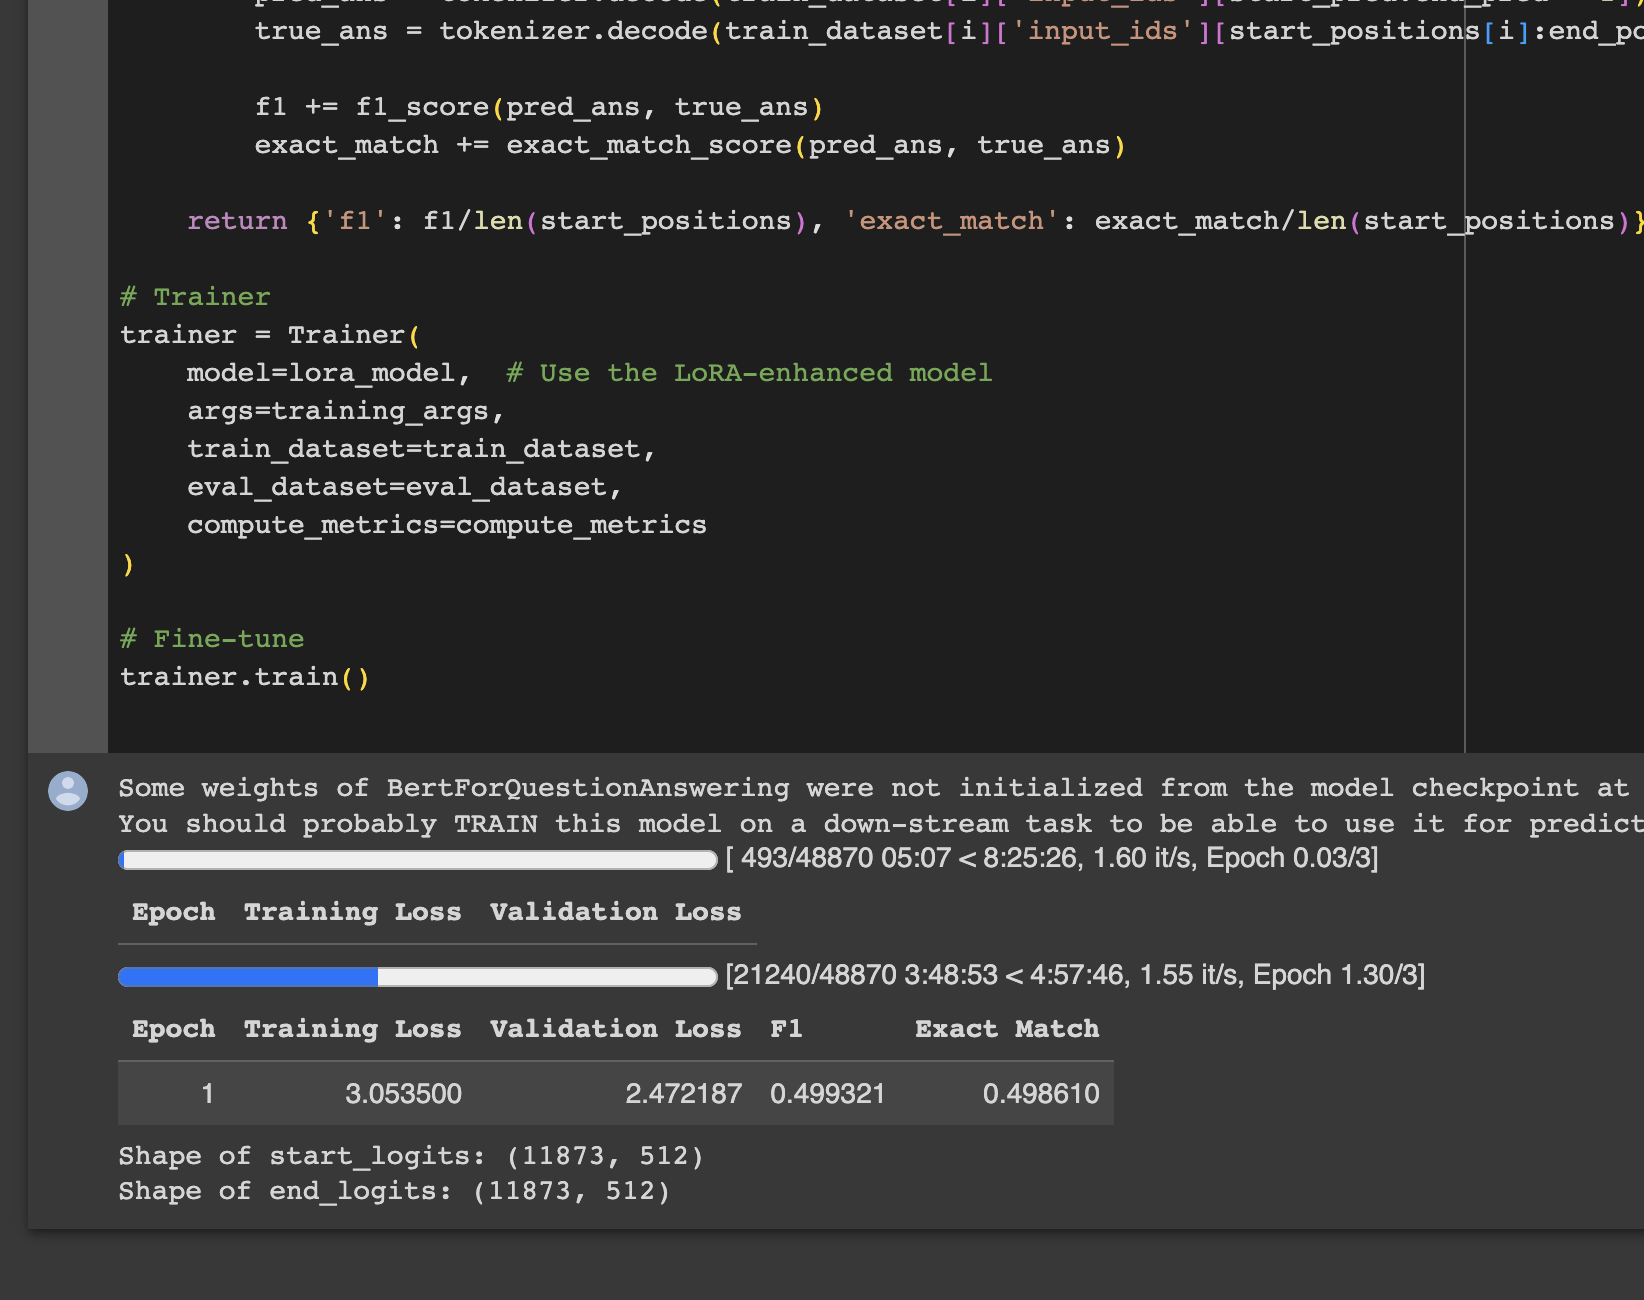 true_ans = tokenizer.decode(train_dataset[i]['input_ids'][start_positions[i]:end_po
f1 += f1_score(pred_ans, true_ans)
exact_match += exact_match_score(pred_ans, true_ans)
return {'f1': f1/len(start_positions), 'exact_match': exact_match/len(start_positions)}
# Trainer
trainer = Trainer(
model=lora_model,  # Use the LoRA-enhanced model
args=training_args,
train_dataset=train_dataset,
eval_dataset=eval_dataset,
compute_metrics=compute_metrics
)
# Fine-tune
trainer.train()
Some weights of BertForQuestionAnswering were not initialized from the model checkpoint at
You should probably TRAIN this model on a down-stream task to be able to use it for predict
[ 493/48870 05:07 < 8:25:26, 1.60 it/s, Epoch 0.03/3]
Epoch Training Loss Validation Loss
[21240/48870 3:48:53 < 4:57:46, 1.55 it/s, Epoch 1.30/3]
Epoch Training Loss Validation Loss F1 Exact Match
1 3.053500 2.472187 0.499321 0.498610
Shape of start_logits: (11873, 512)
Shape of end_logits: (11873, 512)